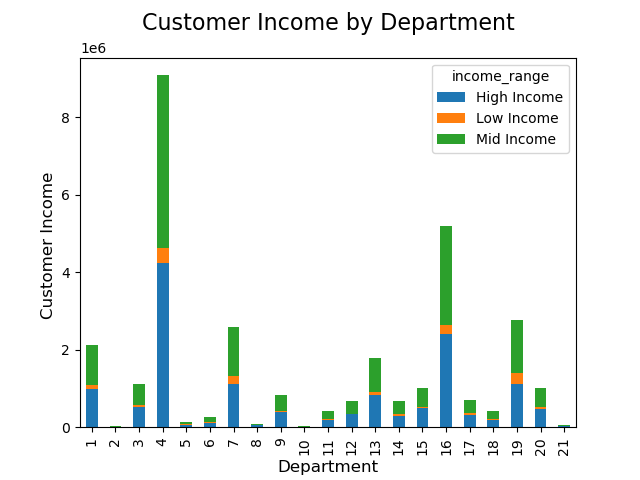 Customer Income by Department
1e6
income_range
High Income
Low Income
Mid Income
8
6
4
2
0
Customer Income
1 2 3 4 5 6 7 8 9 10 11 12 13 14 15 16 17 18 19 20 21
Department